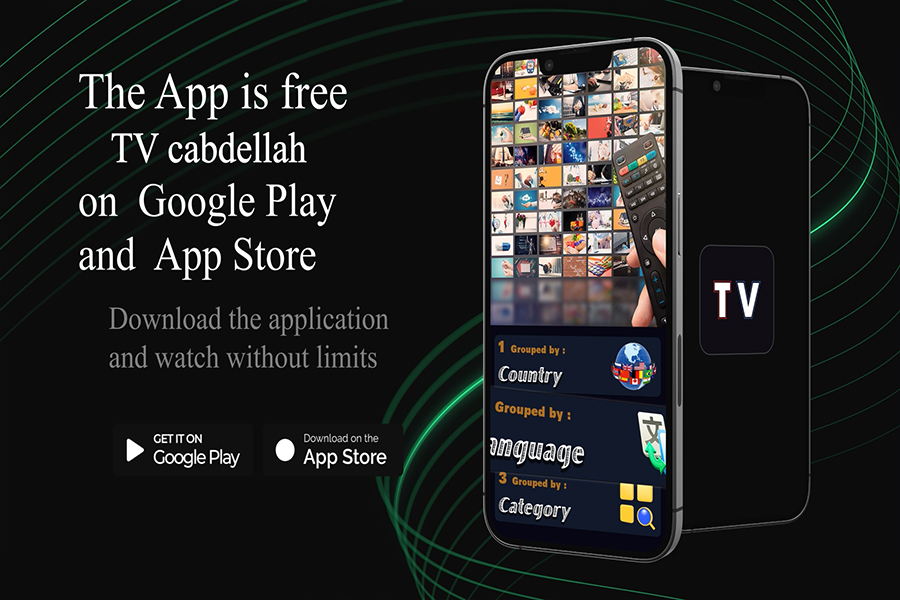 The App is free
TV cabdellah
on Google Play
and App Store
Download the application
and watch without limits
GET IT ON
Google Play
Download on the
App Store
1 Grouped by :
Country
Grouped by :
anguage
文
3 Grouped by :
Category
TV